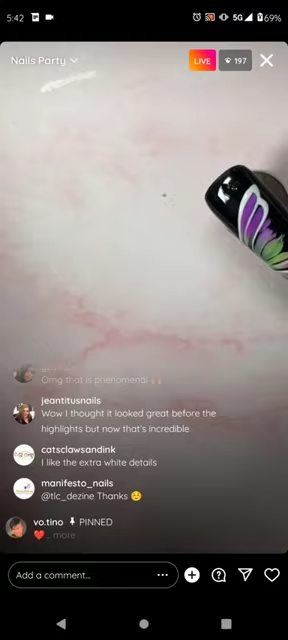 5:42
5G
69%
Nails Party
LIVE
197
Omg that is phenomenal 🙌🏼
jeantitusnails
Wow I thought it looked great before the
highlights but now that's incredible
catsclawsandink
I like the extra white details
manifesto_nails
@tlc_dezine Thanks 😌
vo.tino PINNED
❤️... more
Add a comment...